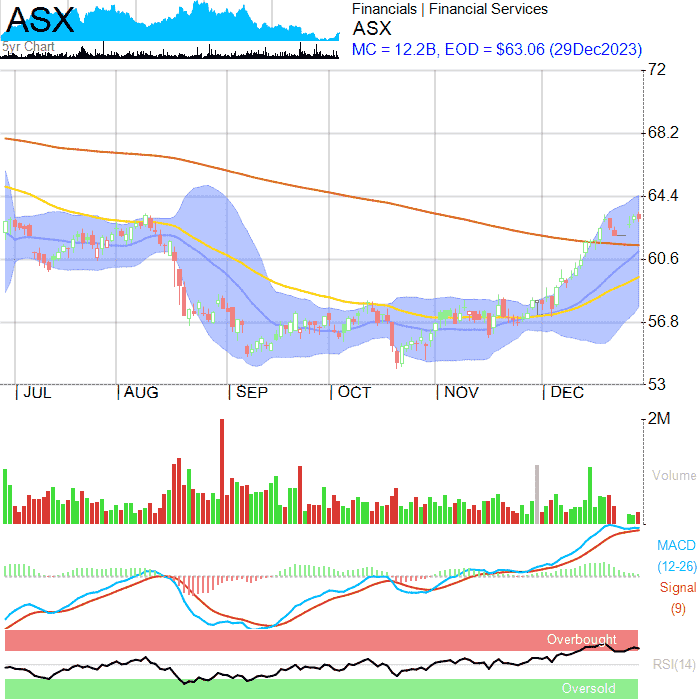 ASX
5yr Chart
Financials | Financial Services
ASX
MC = 12.2B, EOD = $63.06 (29Dec2023)
72
68.2
64.4
60.6
56.8
53
JUL AUG SEP OCT NOV DEC
2M
Volume
MACD
(12-26)
Signal
(9)
Overbought
RSI(14)
Oversold